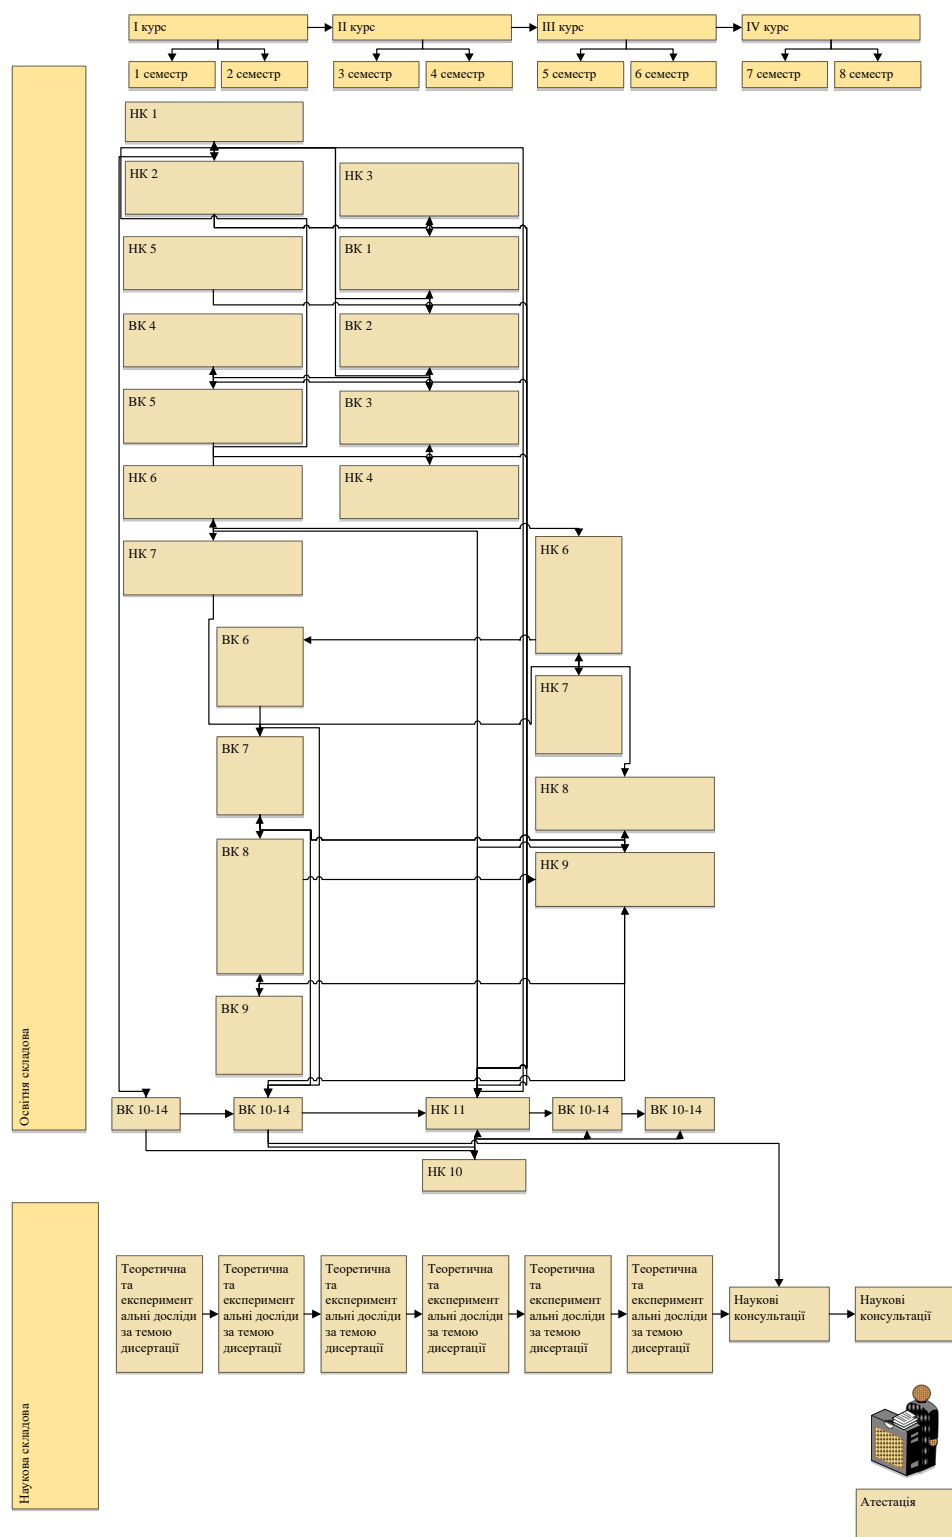 I курс
II курс
III курс
IV курс
1 семестр
2 семестр
3 семестр
4 семестр
5 семестр
6 семестр
7 семестр
8 семестр
Освітня складова
НК 1
НК 2
НК 3
НК 5
ВК 1
ВК 4
ВК 2
ВК 5
ВК 3
НК 6
НК 4
НК 7
НК 6
ВК 6
НК 7
ВК 7
НК 8
ВК 8
НК 9
ВК 9
ВК 10-14
ВК 10-14
НК 11
ВК 10-14
ВК 10-14
НК 10
Наукова складова
Теоретична
та
експеримент
альні досліди
за темою
дисертації
Теоретична
та
експеримент
альні досліди
за темою
дисертації
Теоретична
та
експеримент
альні досліди
за темою
дисертації
Теоретична
та
експеримент
альні досліди
за темою
дисертації
Теоретична
та
експеримент
альні досліди
за темою
дисертації
Теоретична
та
експеримент
альні досліди
за темою
дисертації
Наукові
консультації
Наукові
консультації
Атестація